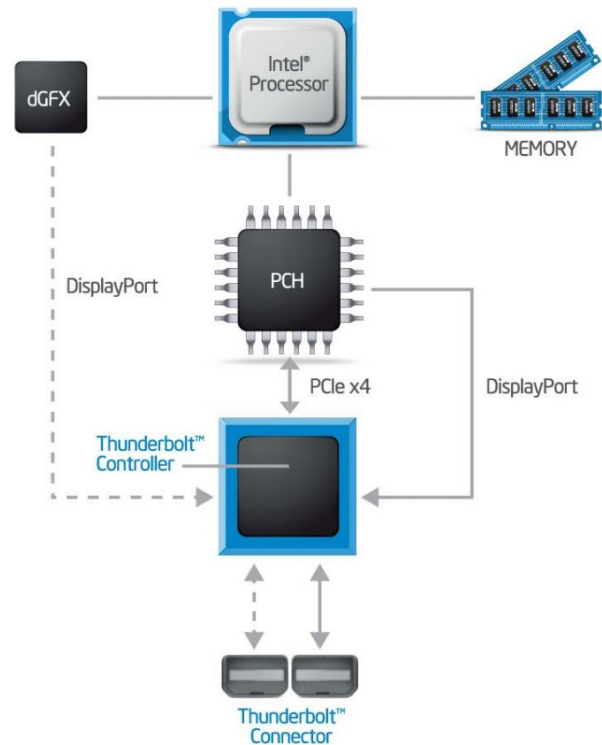 Intel®
Processor
dGFX
MEMORY
DisplayPort
PCH
PCIe x4
DisplayPort
Thunderbolt™
Controller
Thunderbolt™
Connector